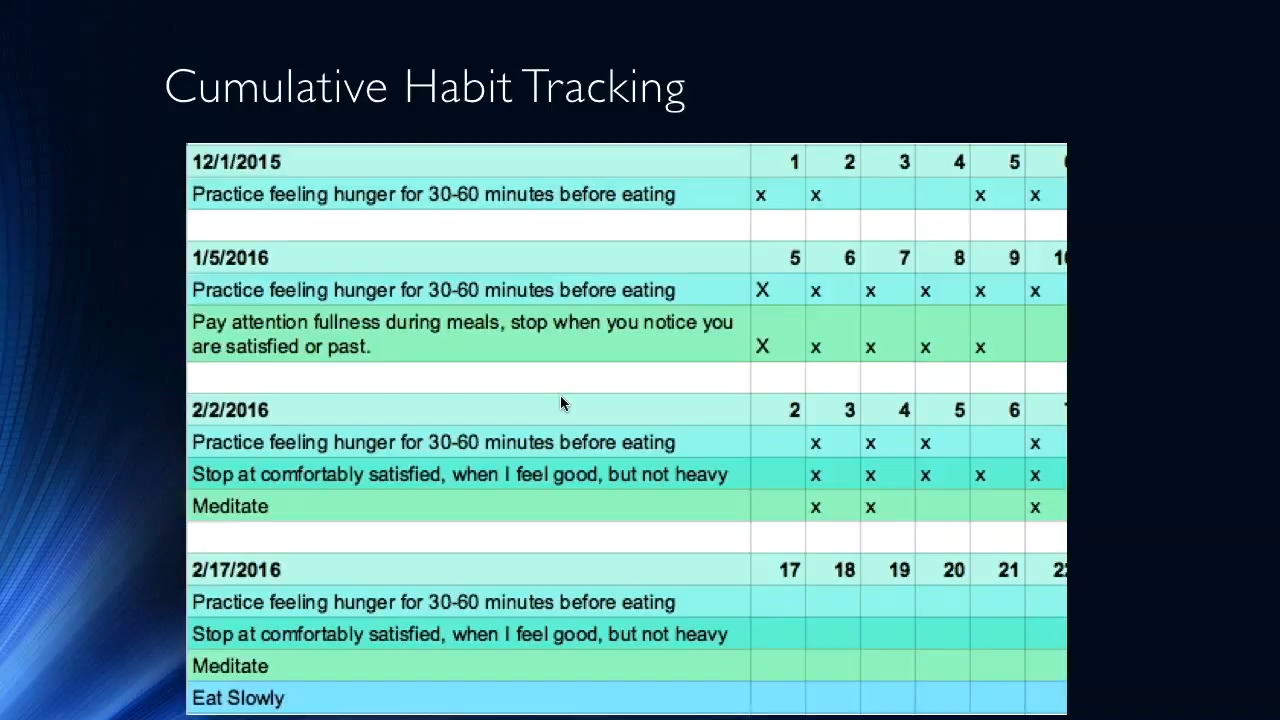 Cumulative Habit Tracking
12/1/2015 1 2 3 4 5
Practice feeling hunger for 30-60 minutes before eating x x x x
1/5/2016 5 6 7 8 9
Practice feeling hunger for 30-60 minutes before eating X x x x x x
Pay attention fullness during meals, stop when you notice you
are satisfied or past. X x x x x
2/2/2016 2 3 4 5 6
Practice feeling hunger for 30-60 minutes before eating x x x x
Stop at comfortably satisfied, when I feel good, but not heavy x x x x x
Meditate x x x
2/17/2016 17 18 19 20 21
Practice feeling hunger for 30-60 minutes before eating
Stop at comfortably satisfied, when I feel good, but not heavy
Meditate
Eat Slowly